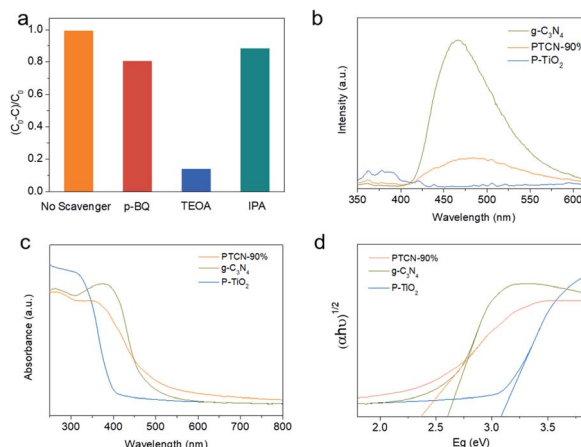 a
(C0-C)/C0
1.0
0.8
0.6
0.4
0.2
0.0
No Scavenger p-BQ TEOA IPA
b
g-C3N4
PTCN-90%
P-TiO2
Intensity (a.u.)
350 400 450 500 550 600
Wavelength (nm)
c
PTCN-90%
g-C3N4
P-TiO2
Absorbance (a.u.)
300 400 500 600 700 800
Wavelength (nm)
d
PTCN-90%
g-C3N4
P-TiO2
(αhυ)1/2
2.0 2.5 3.0 3.5
Eg (eV)